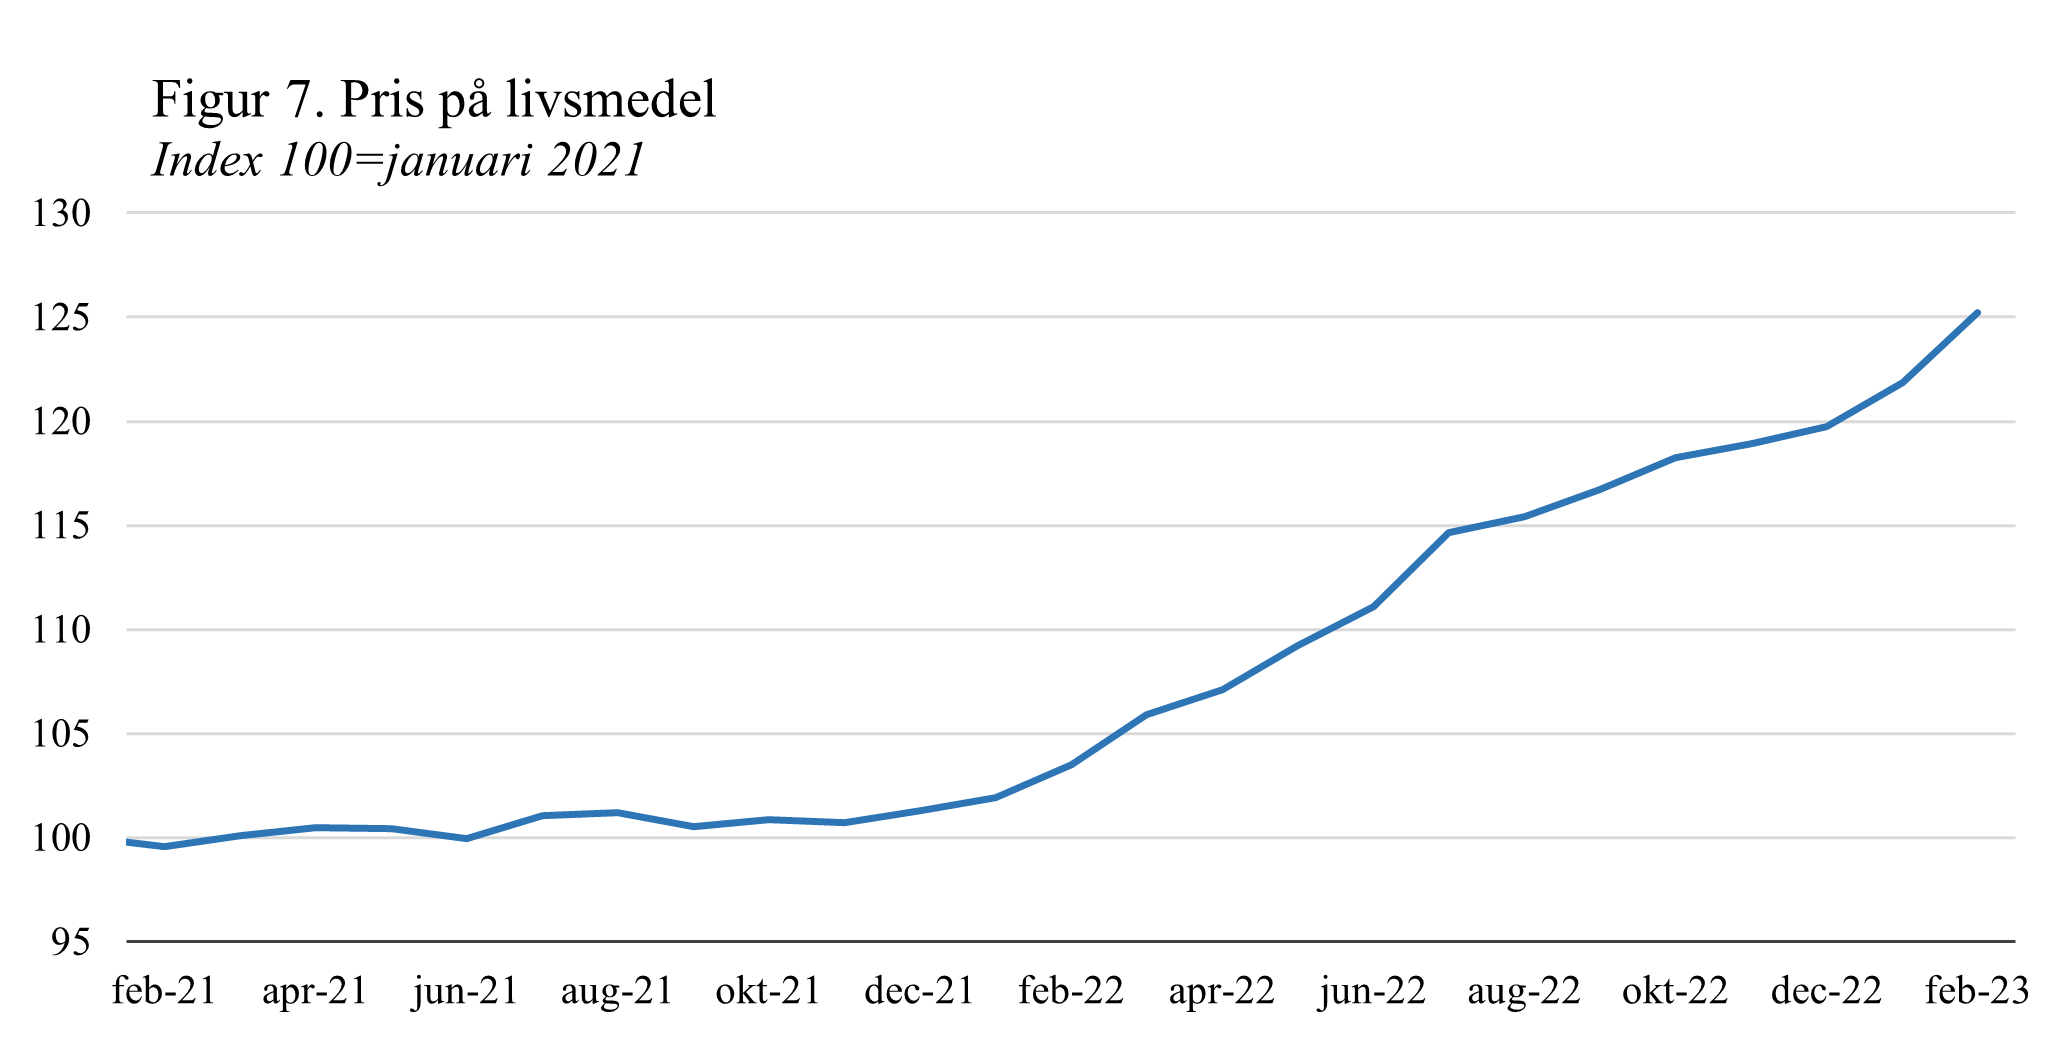 Figur 7. Pris på livsmedel
Index 100=januari 2021
130
125
120
115
110
105
100
95
feb-21 apr-21 jun-21 aug-21 okt-21 dec-21 feb-22 apr-22 jun-22 aug-22 okt-22 dec-22 feb-23